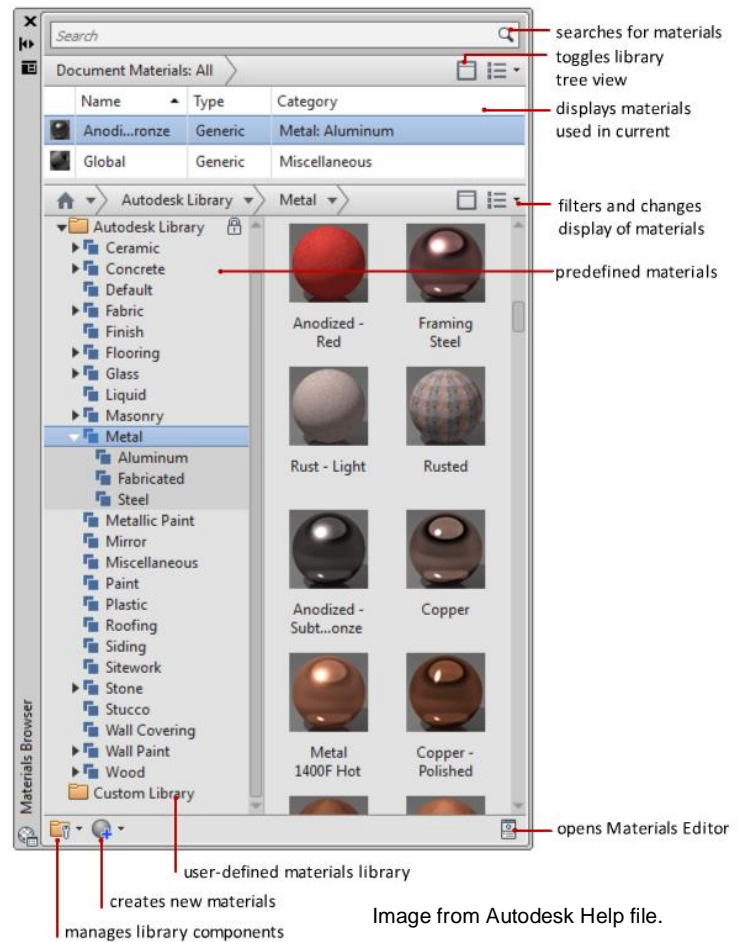 Search
searches for materials
Document Materials: All
toggles library
tree view
Name Type Category
displays materials
used in current
Anodi...ronze Generic Metal: Aluminum
Global Generic Miscellaneous
Autodesk Library Metal
filters and changes
display of materials
Autodesk Library
Ceramic
Concrete
predefined materials
Default
Fabric
Finish
Flooring
Glass
Liquid
Masonry
Metal
Aluminum
Fabricated
Steel
Metallic Paint
Mirror
Miscellaneous
Paint
Plastic
Roofing
Siding
Sitework
Stone
Stucco
Wall Covering
Wall Paint
Wood
Custom Library
Anodized -
Red
Framing
Steel
Rust - Light
Rusted
Anodized -
Subt...onze
Copper
Metal
1400F Hot
Copper -
Polished
Materials Browser
opens Materials Editor
user-defined materials library
creates new materials
manages library components
Image from Autodesk Help file.